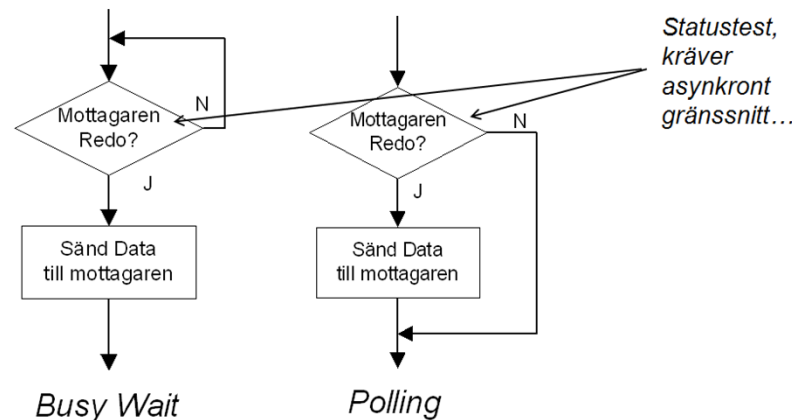 Statustest,
kräver
asynkront
gränssnitt…
Mottagaren
Redo?
N
J
Sänd Data
till mottagaren
Busy Wait
Mottagaren
Redo?
N
J
Sänd Data
till mottagaren
Polling